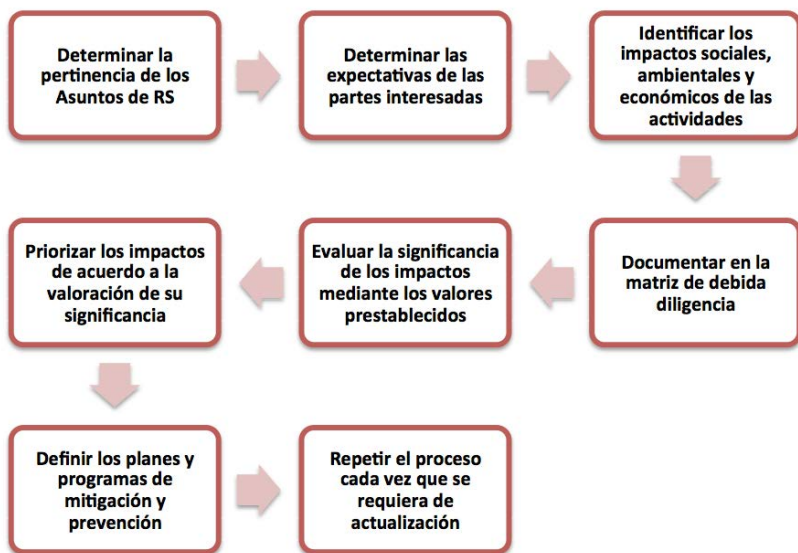 Determinar la
pertinencia de los
Asuntos de RS
Determinar las
expectativas de las
partes interesadas
Identificar los
impactos sociales,
ambientales y
económicos de las
actividades
Documentar en la
matriz de debida
diligencia
Evaluar la significancia
de los impactos
mediante los valores
prestablecidos
Priorizar los impactos
de acuerdo a la
valoración de su
significancia
Definir los planes y
programas de
mitigación y
prevención
Repetir el proceso
cada vez que se
requiera de
actualización